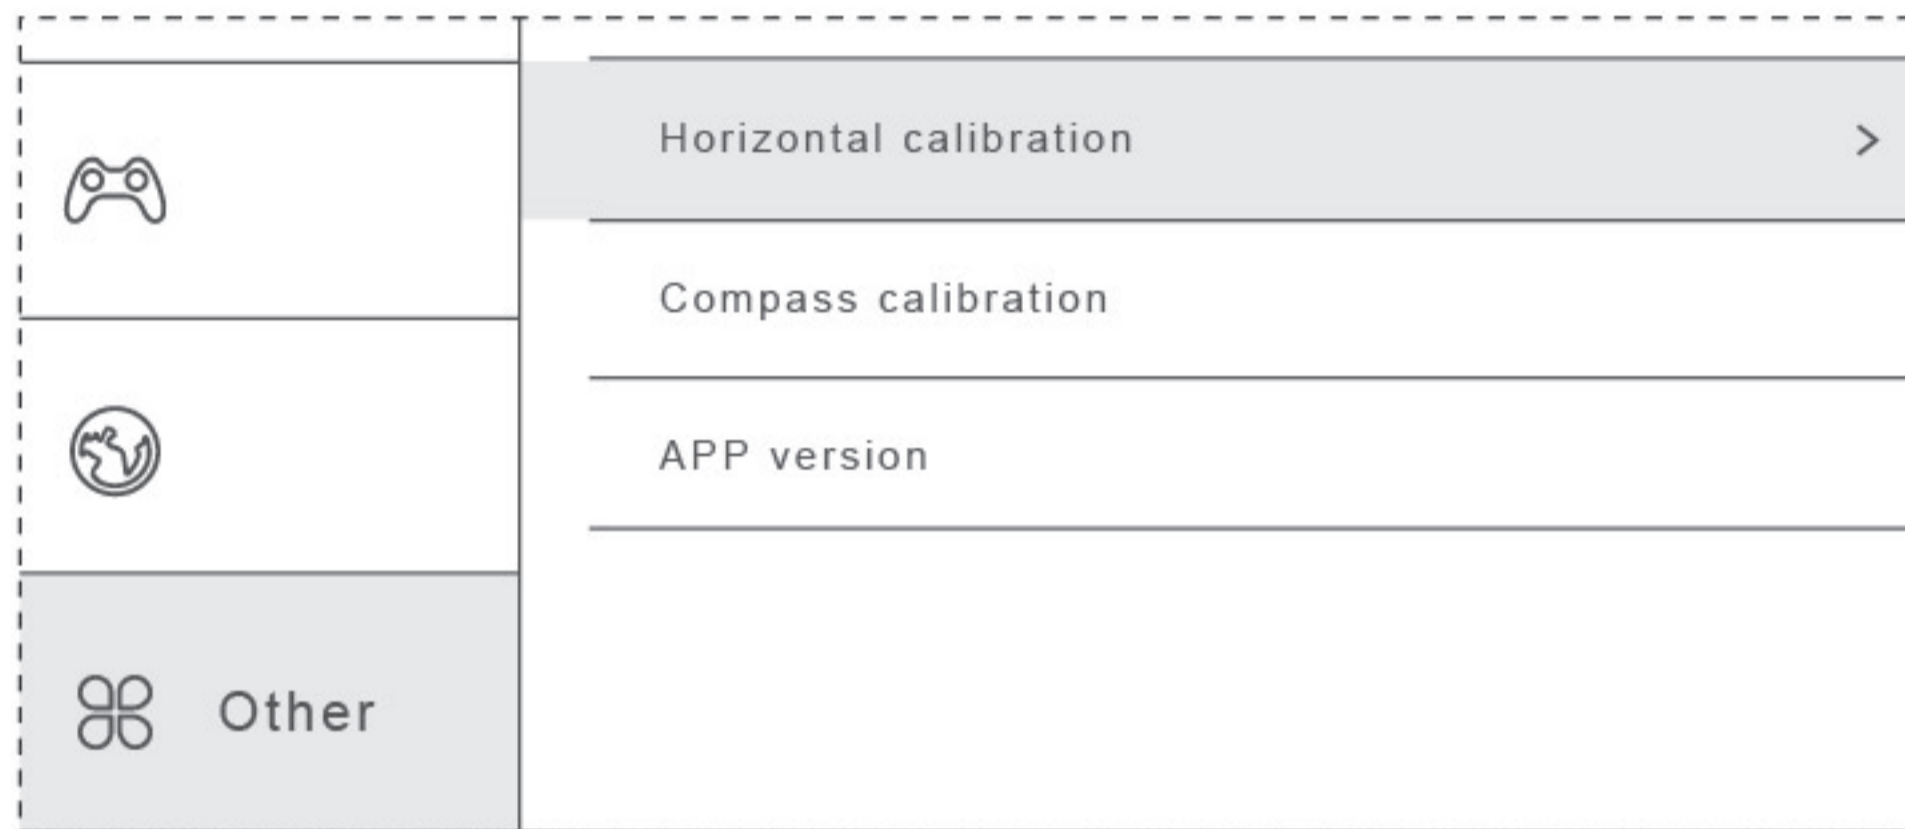 Horizontal calibration
Compass calibration
APP version
Other